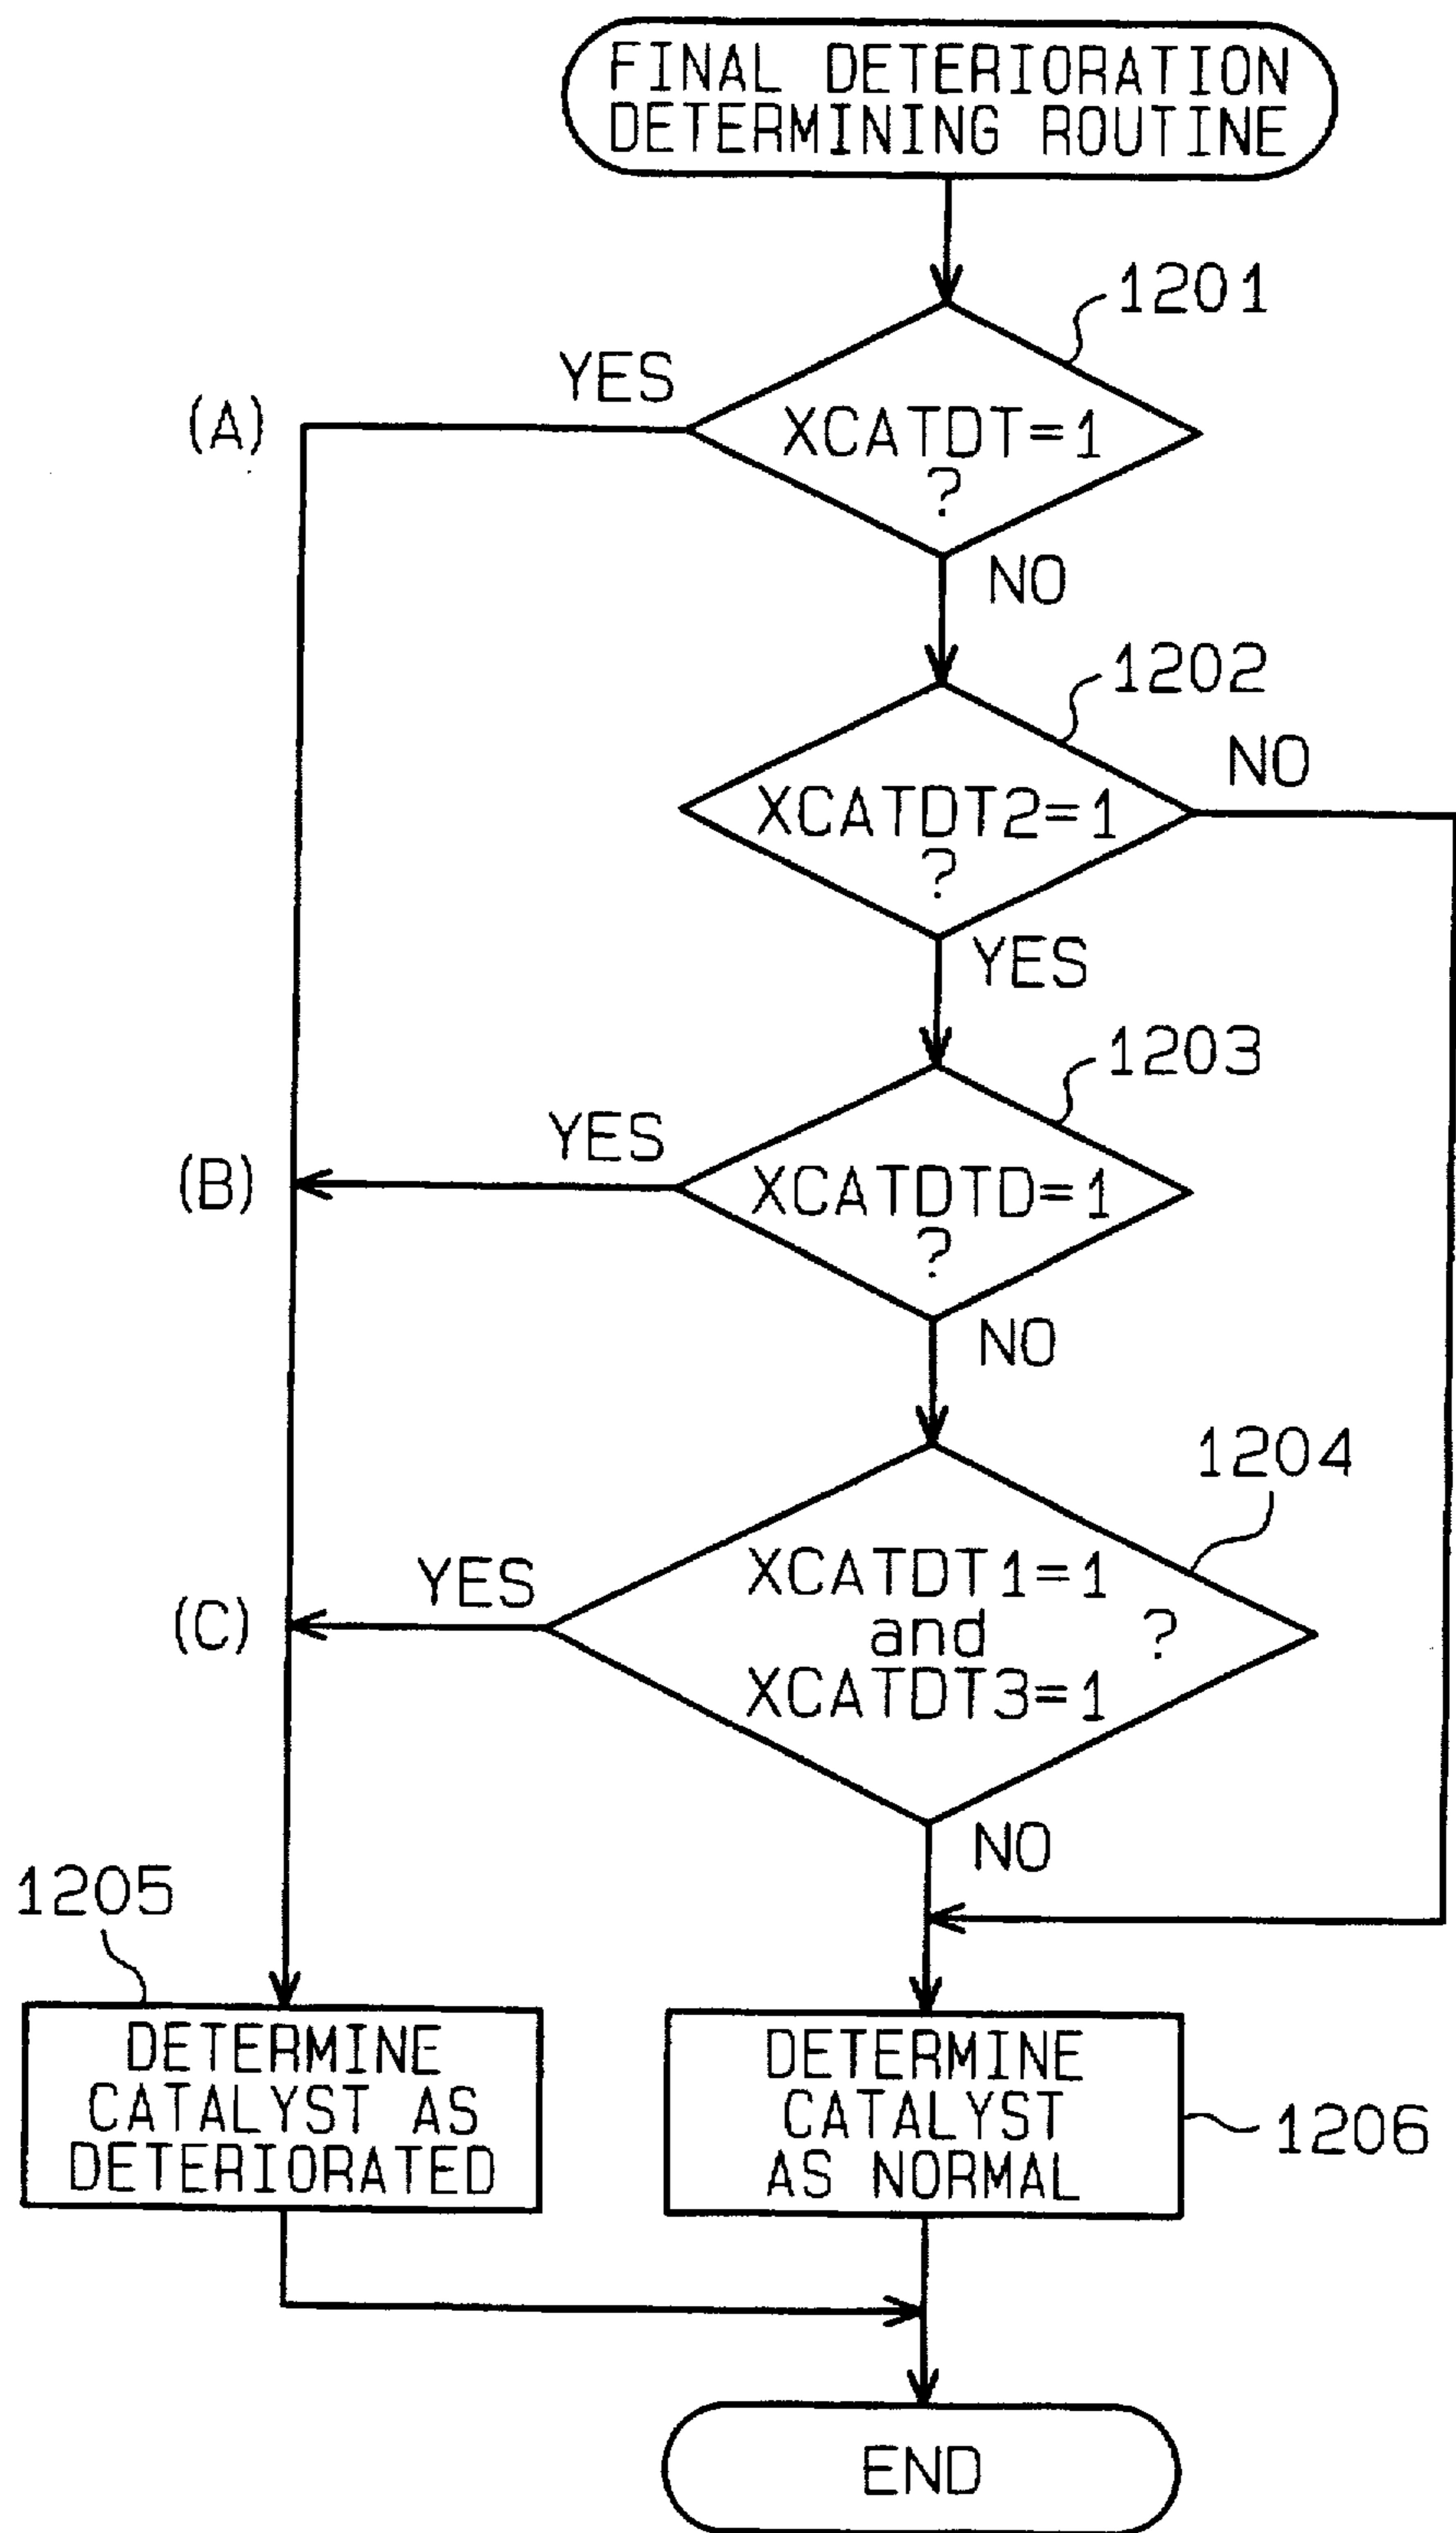 FINAL DETERIORATION
DETERMINING ROUTINE
1201
YES
(A)
XCATDT=1
?
NO
1202
NO
XCATDT2=1
?
YES
1203
YES
(B)
XCATDTD=1
?
NO
1204
YES
(C)
XCATDT1=1
and ?
XCATDT3=1
NO
1205
DETERMINE
CATALYST AS
DETERIORATED
DETERMINE
CATALYST
AS NORMAL
1206
END